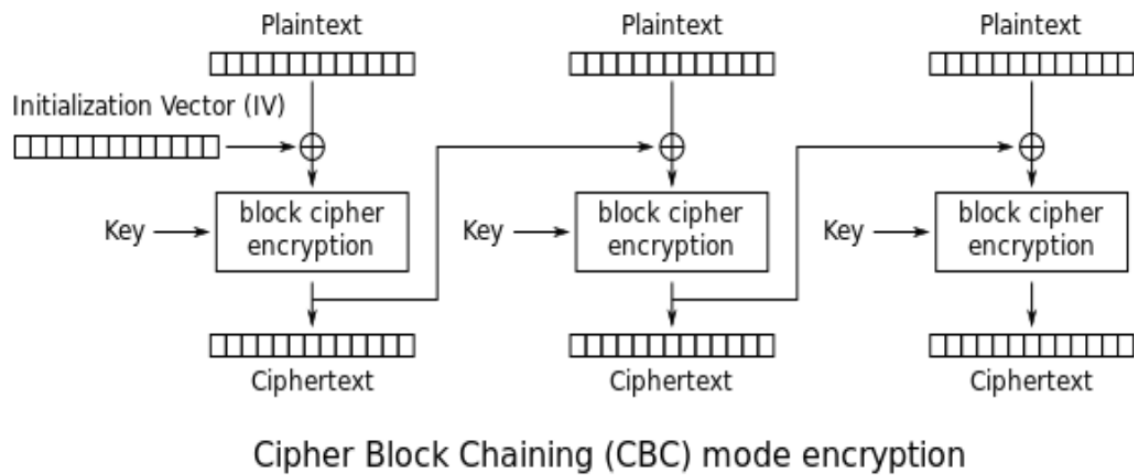 Plaintext
Plaintext
Plaintext
Initialization Vector (IV)
Key
block cipher
encryption
Key
block cipher
encryption
Key
block cipher
encryption
Ciphertext
Ciphertext
Ciphertext
Cipher Block Chaining (CBC) mode encryption